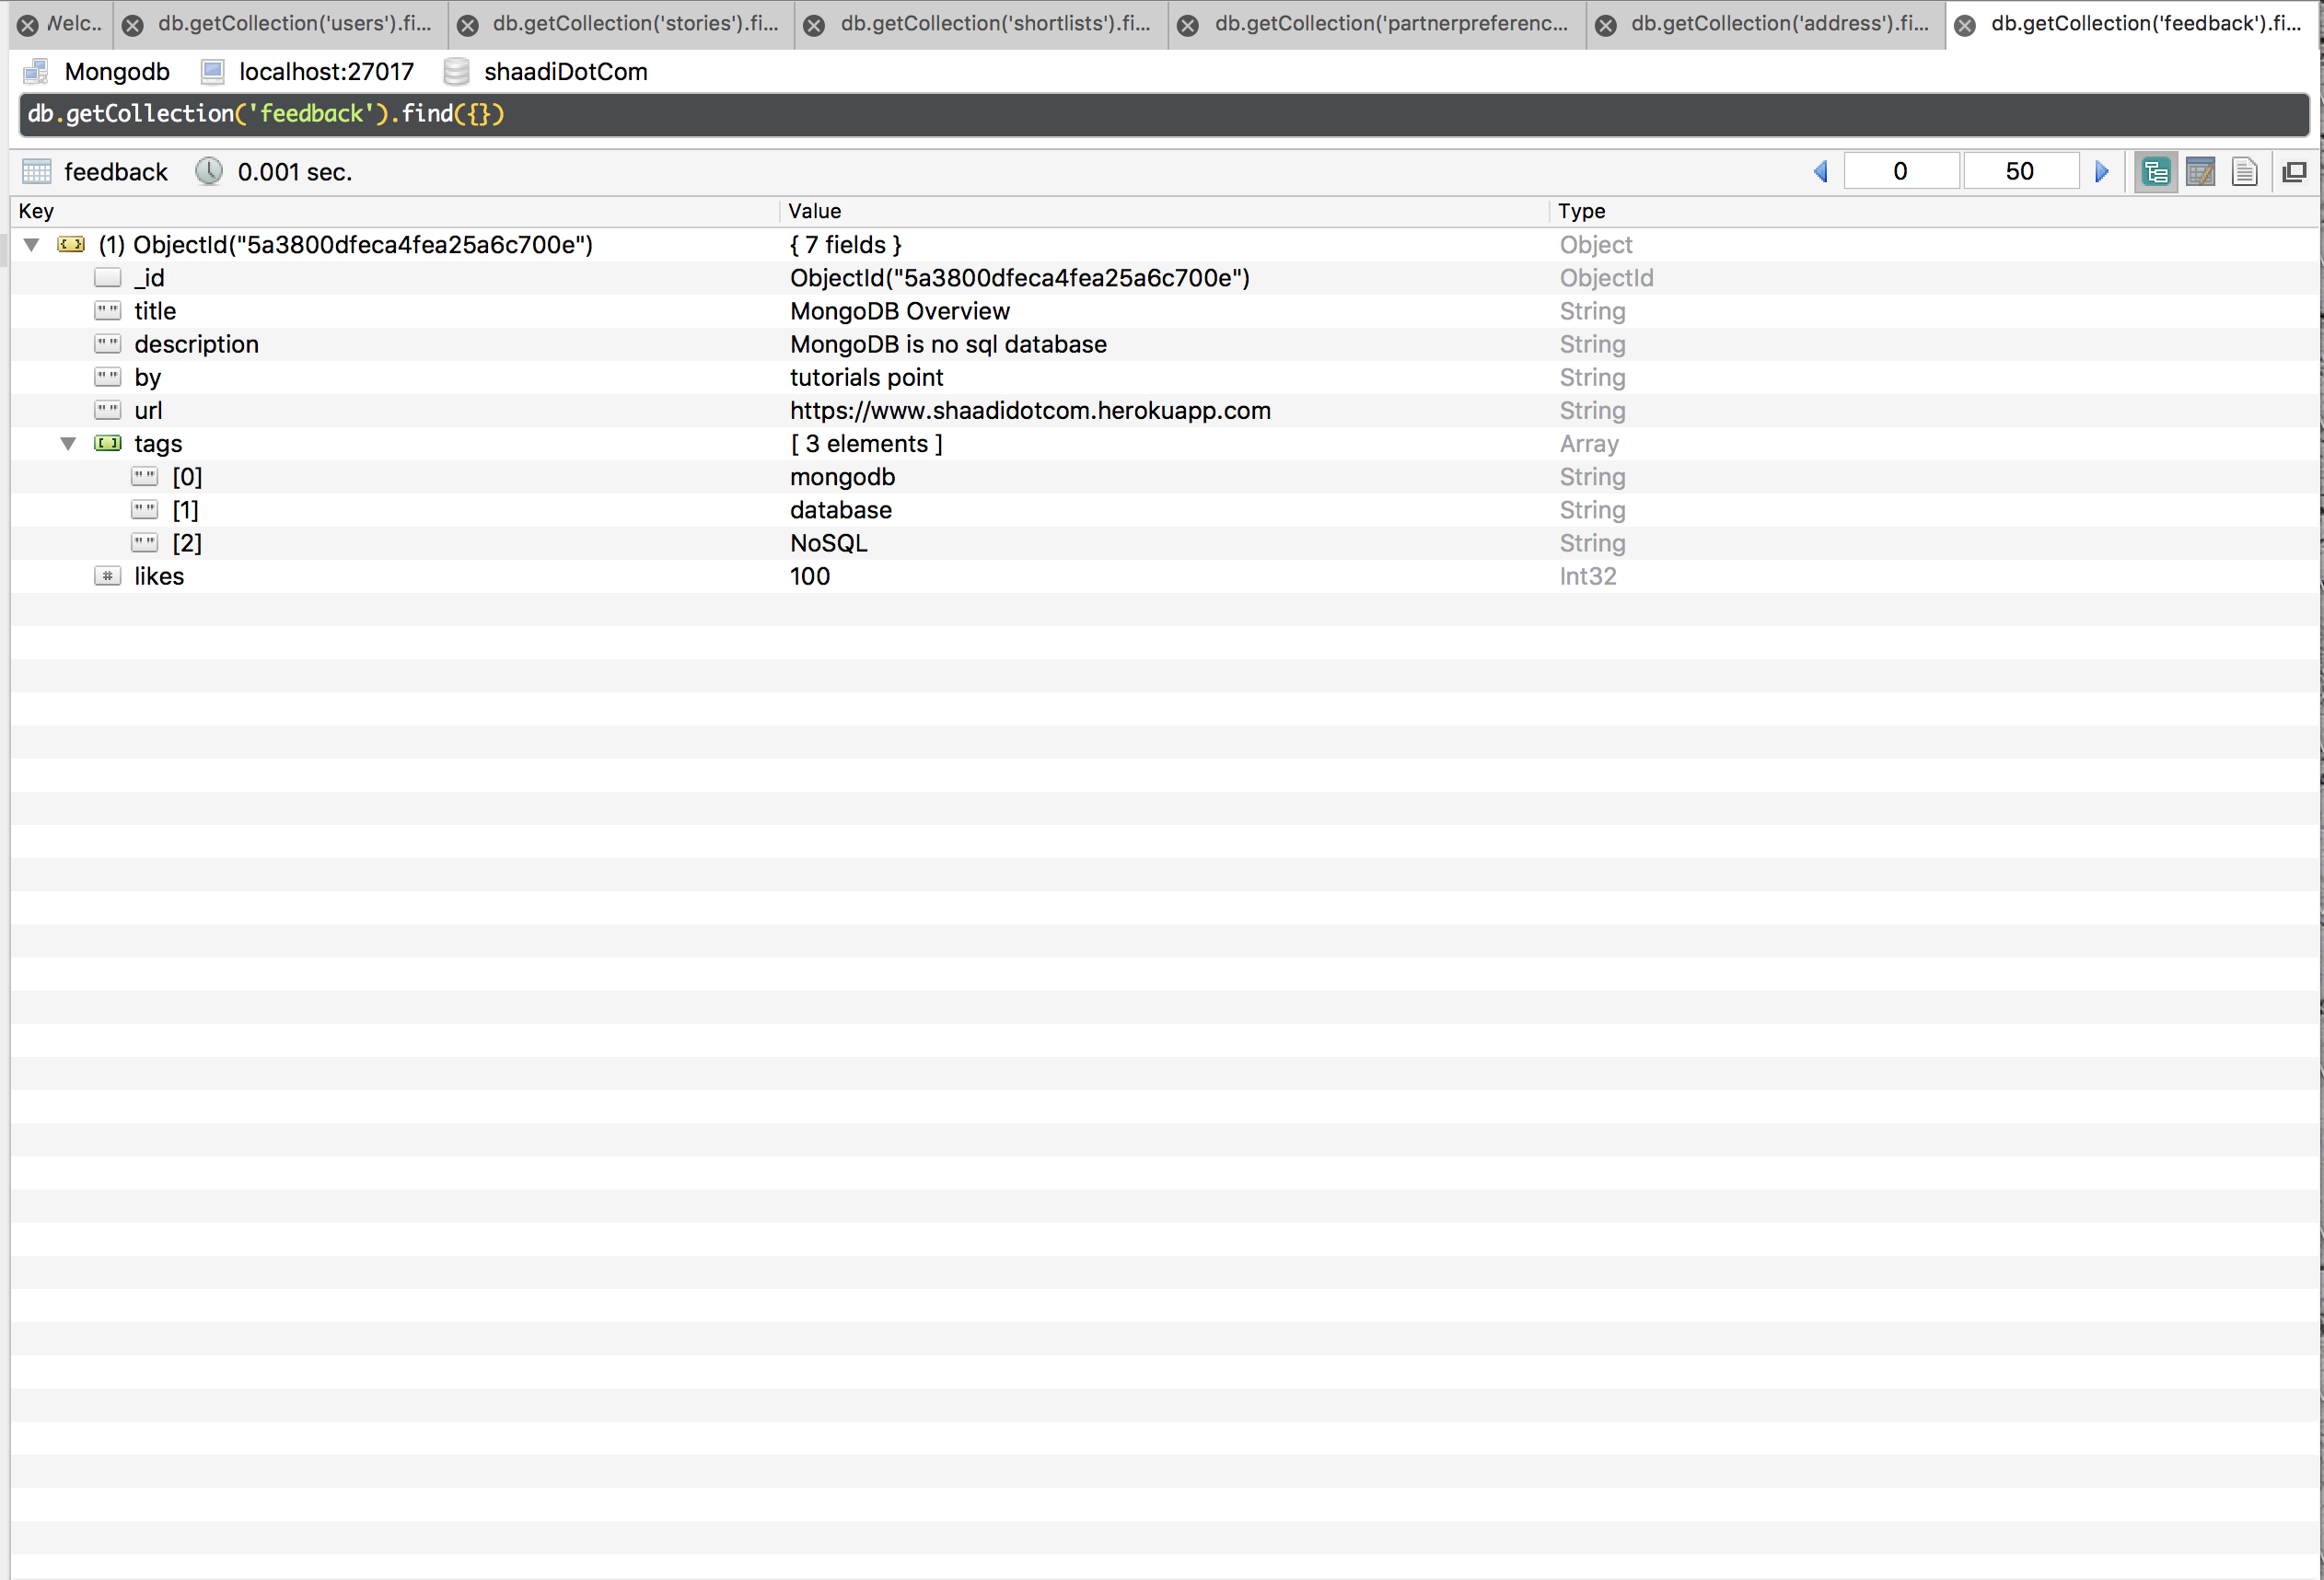 Welc... db.getCollection('users').fi... db.getCollection('stories').fi... db.getCollection('shortlists').fi... db.getCollection('partnerpreferenc... db.getCollection('address').fi... db.getCollection('feedback').fi...
Mongodb localhost:27017 shaadiDotCom
db.getCollection('feedback').find({})
feedback 0.001 sec. 0 50
Key Value Type
(1) ObjectId("5a3800dfeca4fea25a6c700e") { 7 fields } Object
_id ObjectId("5a3800dfeca4fea25a6c700e") ObjectId
"" title MongoDB Overview String
"" description MongoDB is no sql database String
"" by tutorials point String
"" url https://www.shaadidotcom.herokuapp.com String
tags [ 3 elements ] Array
"" [0] mongodb String
"" [1] database String
"" [2] NoSQL String
# likes 100 Int32